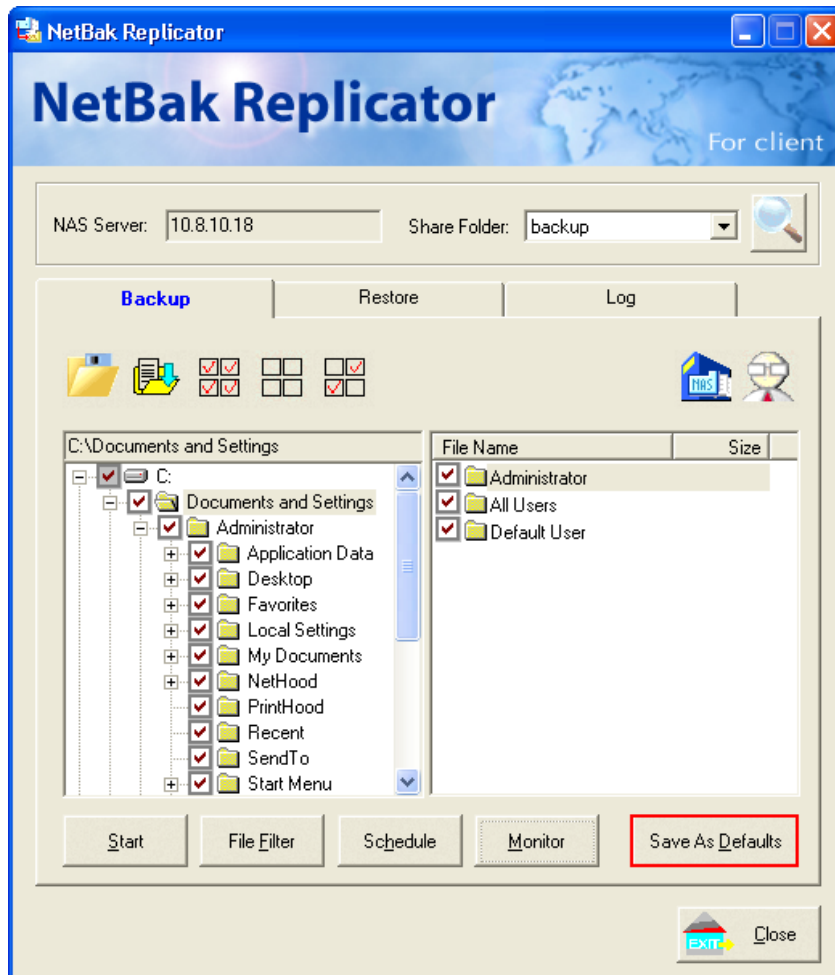 NetBak Replicator
NetBak Replicator
For client
NAS Server: 10.8.10.18 Share Folder: backup
Backup Restore Log
NAS
C:\Documents and Settings
C:
Documents and Settings
Administrator
Application Data
Desktop
Favorites
Local Settings
My Documents
NetHood
PrintHood
Recent
SendTo
Start Menu
File Name Size
Administrator
All Users
Default User
Start File Filter Schedule Monitor Save As Defaults
EXIT Close